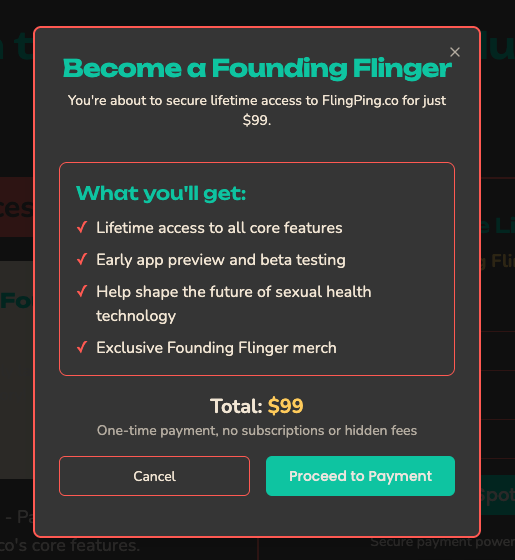 ×
Become a Founding Flinger
You're about to secure lifetime access to FlingPing.co for just
$99.
What you'll get:
✓ Lifetime access to all core features
✓ Early app preview and beta testing
✓ Help shape the future of sexual health
technology
✓ Exclusive Founding Flinger merch
Total: $99
One-time payment, no subscriptions or hidden fees
Cancel
Proceed to Payment
co's core features.
Secure payment power